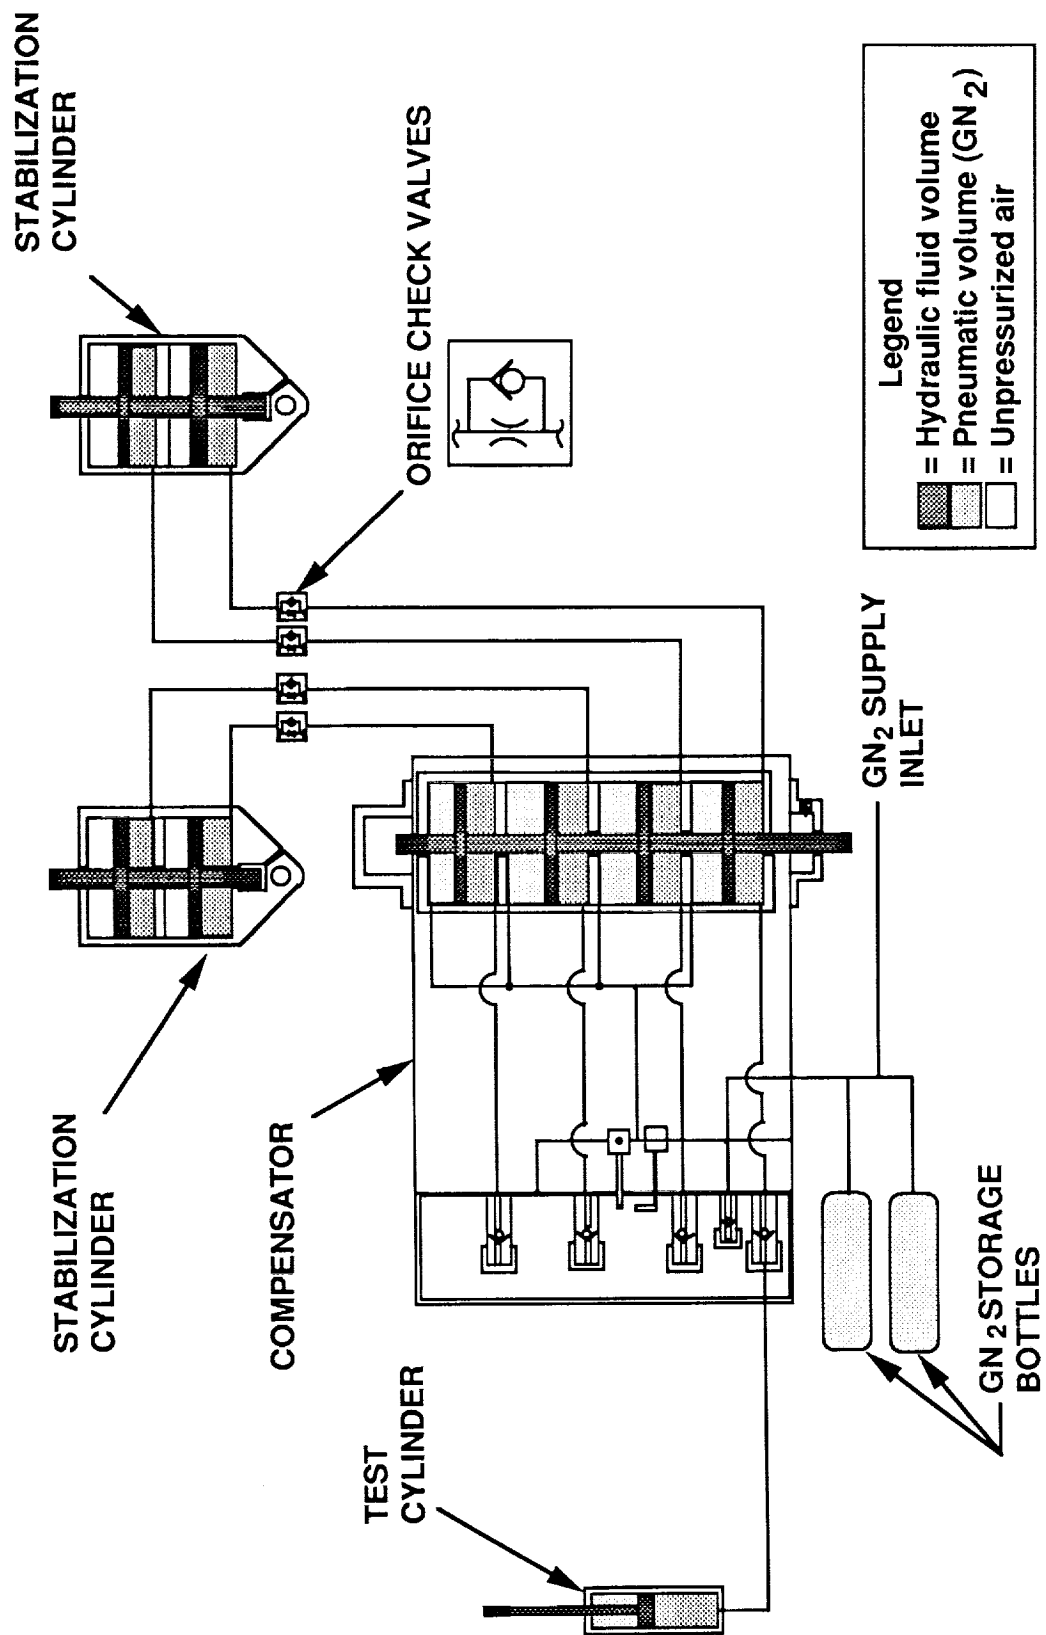 STABILIZATION
CYLINDER
STABILIZATION
CYLINDER
ORIFICE CHECK VALVES
COMPENSATOR
TEST
CYLINDER
GN2 SUPPLY
INLET
GN2 STORAGE
BOTTLES
Legend
= Hydraulic fluid volume
= Pneumatic volume (GN2)
= Unpressurized air